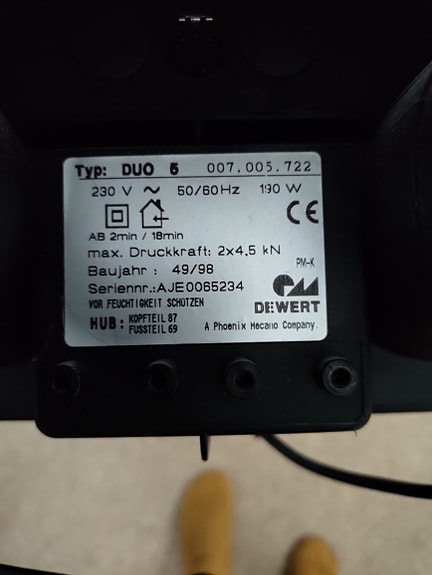 Typ: DUO 6 007.005.722
230 V ~ 50/60Hz 190 W
CE
AB 2min / 18min
max. Druckkraft: 2x4,5 kN
Baujahr : 49/98
PM-K
Seriennr.:AJE0065234
VOR FEUCHTIGKEIT SCHÜTZEN
DEWERT
HUB: KOPFTEIL 87
FUSSTEIL 69
A Phoenix Mecano Company.